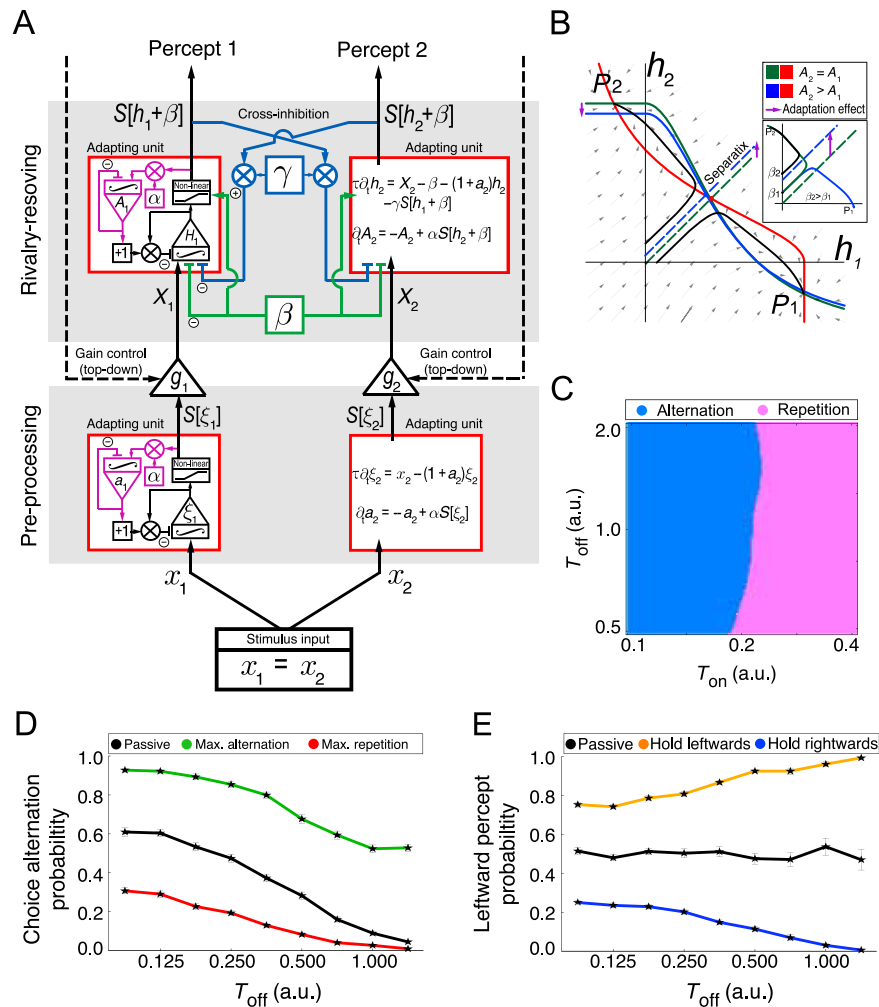 A
Percept 1
Percept 2
Rivalry-resoving
S[h₁+β]
Cross-inhibition
S[h₂+β]
Adapting unit
Adapting unit
Non-linear
A₁
α
+1
H₁
γ
τ∂ₜh₂ = X₂ − β − (1+a₂)h₂
−γS[h₁+β]
∂ₜA₂ = −A₂ + αS[h₂+β]
X₁
β
X₂
Gain control
(top-down)
g₁
g₂
Gain control
(top-down)
Pre-processing
S[ξ₁]
S[ξ₂]
Adapting unit
Adapting unit
Non-linear
a₁
α
+1
ξ₁
τ∂ₜξ₂ = x₂ − (1+a₂)ξ₂
∂ₜa₂ = −a₂ + αS[ξ₂]
x₁
x₂
Stimulus input
x₁ = x₂
B
P₂
h₂
A₂ = A₁
A₂ > A₁
Adaptation effect
Separatix
P₂
β₂
β₁
β₂>β₁
P₁
h₁
P₁
C
Alternation
Repetition
T_off (a.u.)
2.0
1.0
0.5
0.1
0.2
0.4
T_on (a.u.)
D
Passive
Max. alternation
Max. repetition
Choice alternation
probabiltity
1.0
0.8
0.6
0.4
0.2
0.0
0.125
0.250
0.500
1.000
T_off (a.u.)
E
Passive
Hold leftwards
Hold rightwards
Leftward percept
probability
1.0
0.8
0.6
0.4
0.2
0.0
0.125
0.250
0.500
1.000
T_off (a.u.)